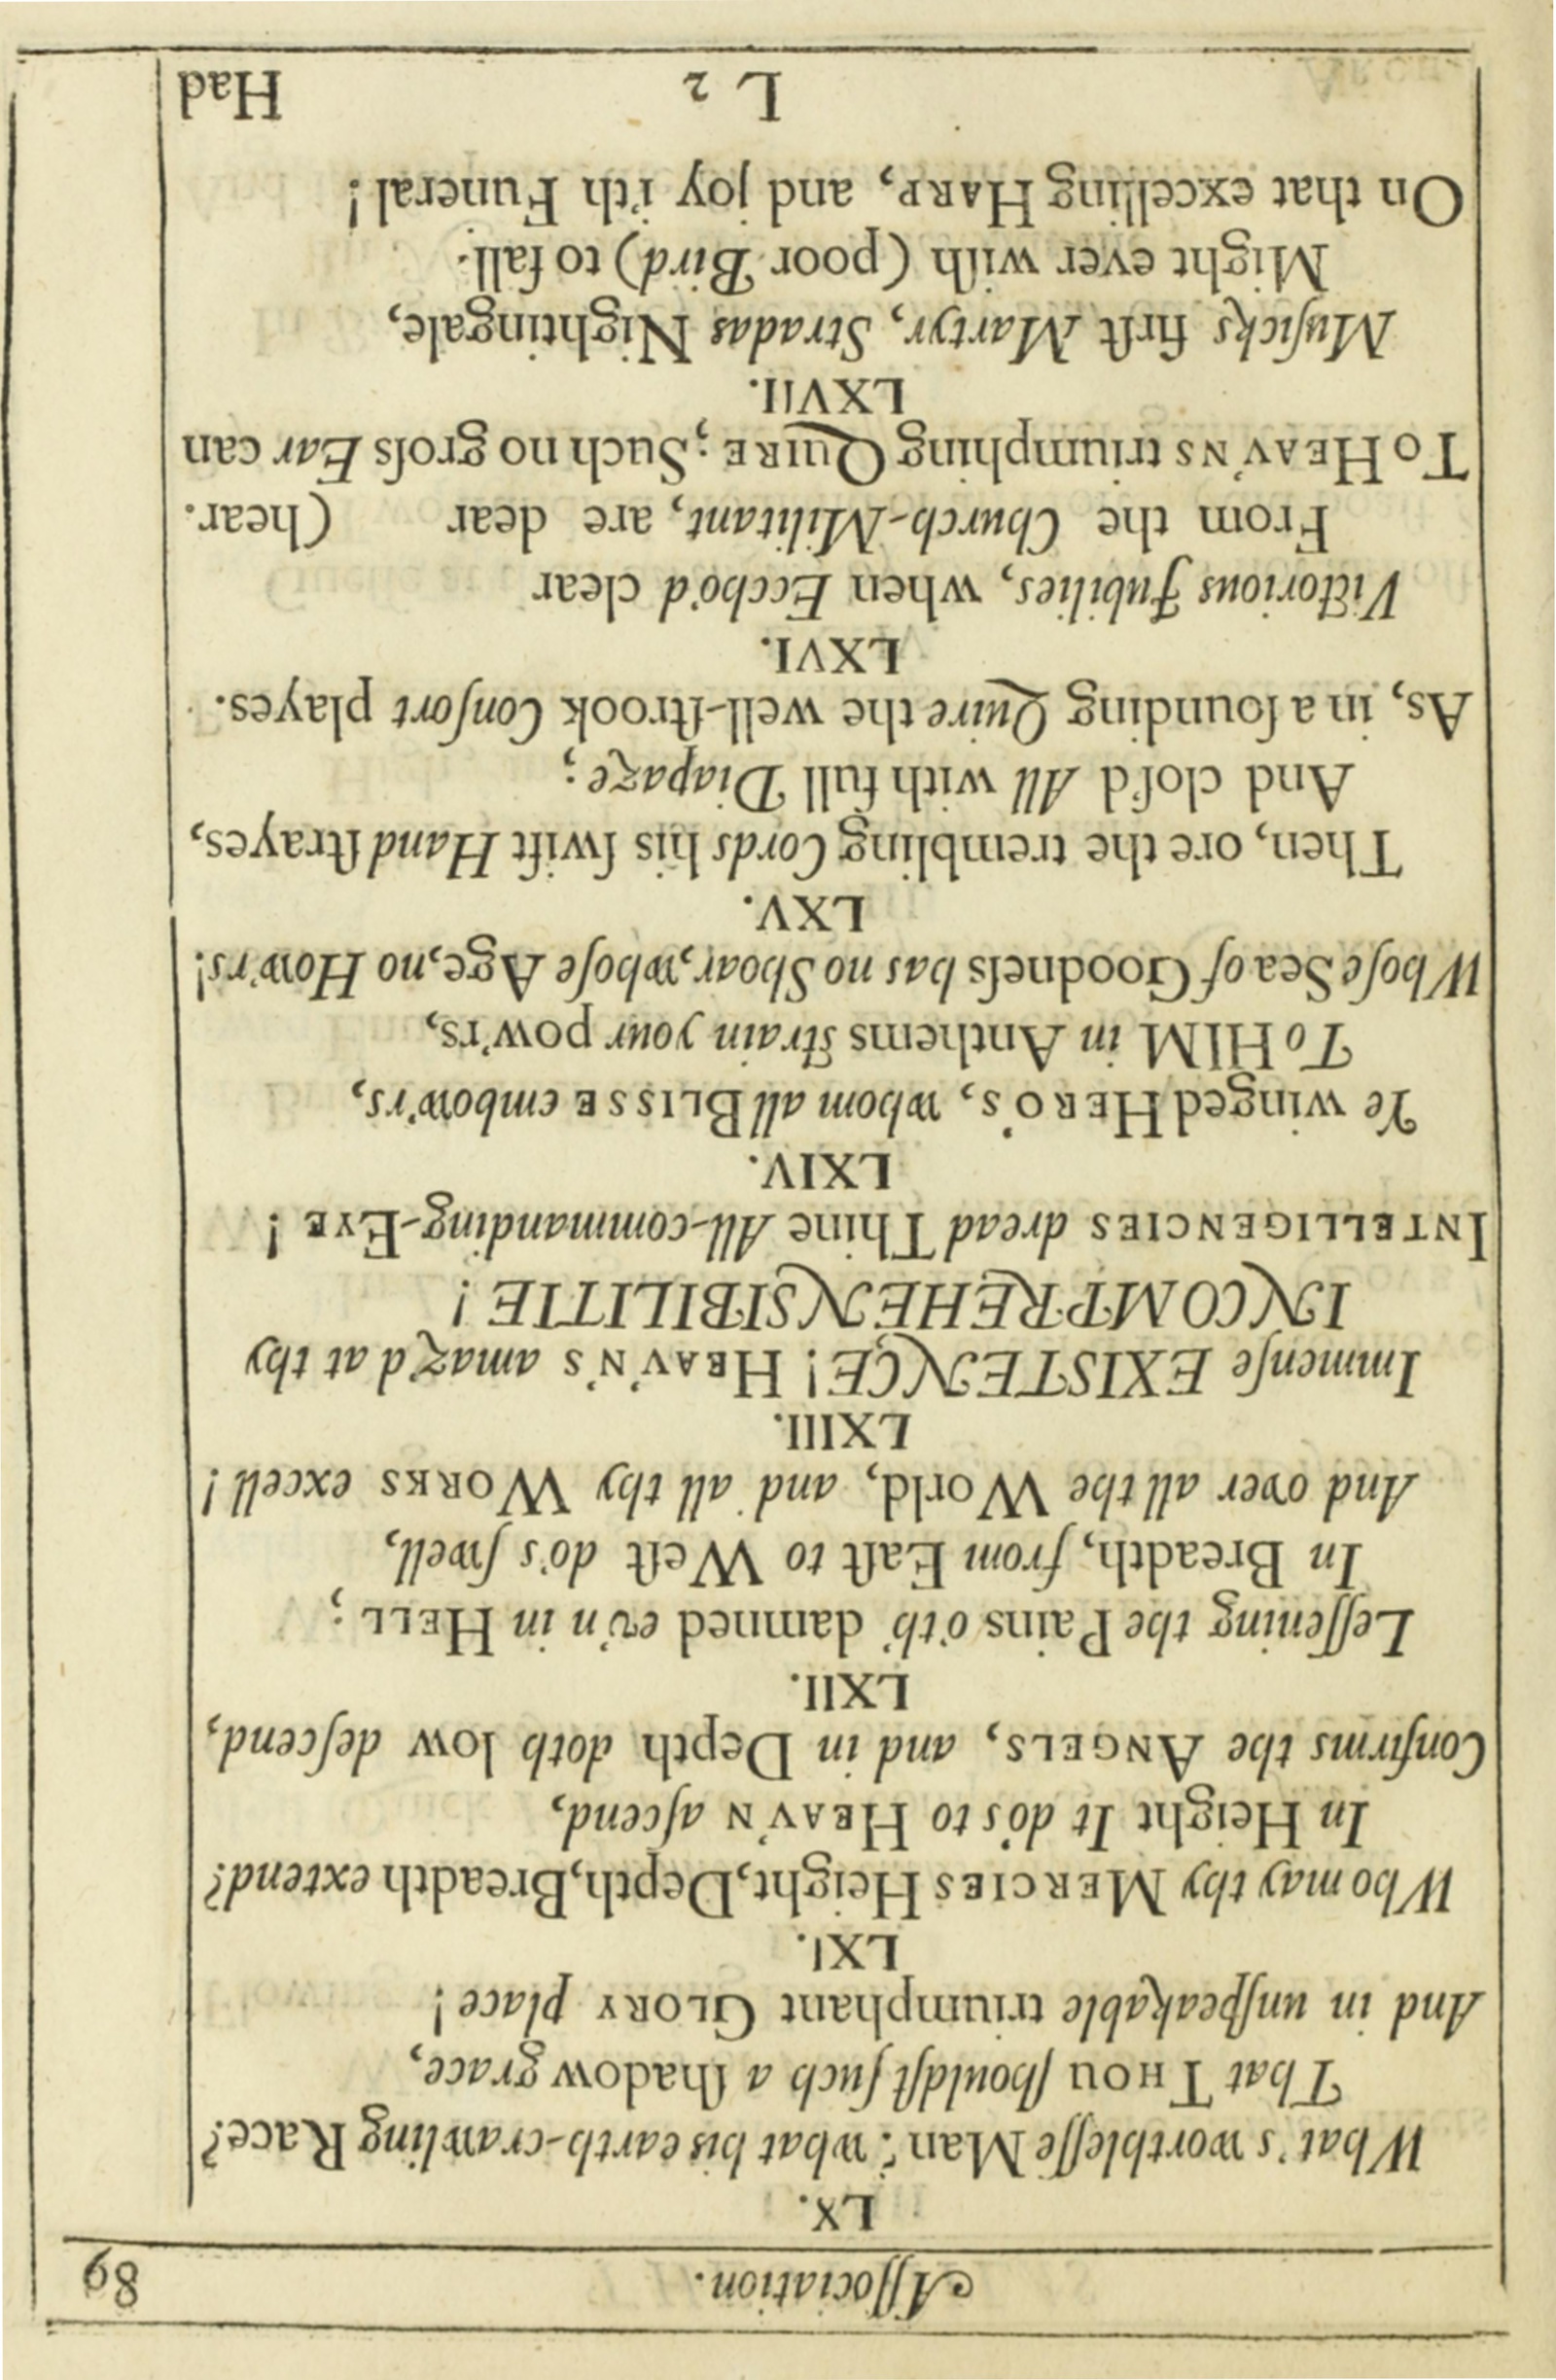 Aſſociation. 89
LX.
What's worthleſſe Man? what his earth-crawling Race?
That Thou ſhouldſt ſuch a ſhadow grace,
And in unſpeakable triumphant Glory place!
LXI.
Who may thy Mercies Height, Depth, Breadth extend?
In Height It do's to Heav'n aſcend,
Confirms the Angels, and in Depth doth low deſcend,
LXII.
Leſſening the Pains o'th' damned ev'n in Hell;
In Breadth, from Eaſt to Weſt do's ſwell,
And over all the World, and all thy Works excell!
LXIII.
Immenſe EXISTENCE! Heav'n's amaz'd at thy
INCOMPREHENSIBILITIE!
Intelligencies dread Thine All-commanding-Eye!
LXIV.
Ye winged Hero's, whom all Blisse embow'rs,
To HIM in Anthems ſtrain your pow'rs,
Whoſe Sea of Goodneſs has no Shoar, whoſe Age, no How'rs!
LXV.
Then, ore the trembling Cords his ſwift Hand ſtrayes,
And clos'd All with full Diapaze;
As, in a ſounding Quire the well-ſtrook Conſort playes.
LXVI.
Victorious Jubilies, when Eccho'd clear
From the Church-Militant, are dear (hear.
To Heav'ns triumphing Quire; Such no groſs Ear can
LXVII.
Muſicks firſt Martyr, Stradas Nightingale,
Might ever wiſh (poor Bird) to fall
On that excelling Harp, and joy i'th Funeral!
L 2 Had